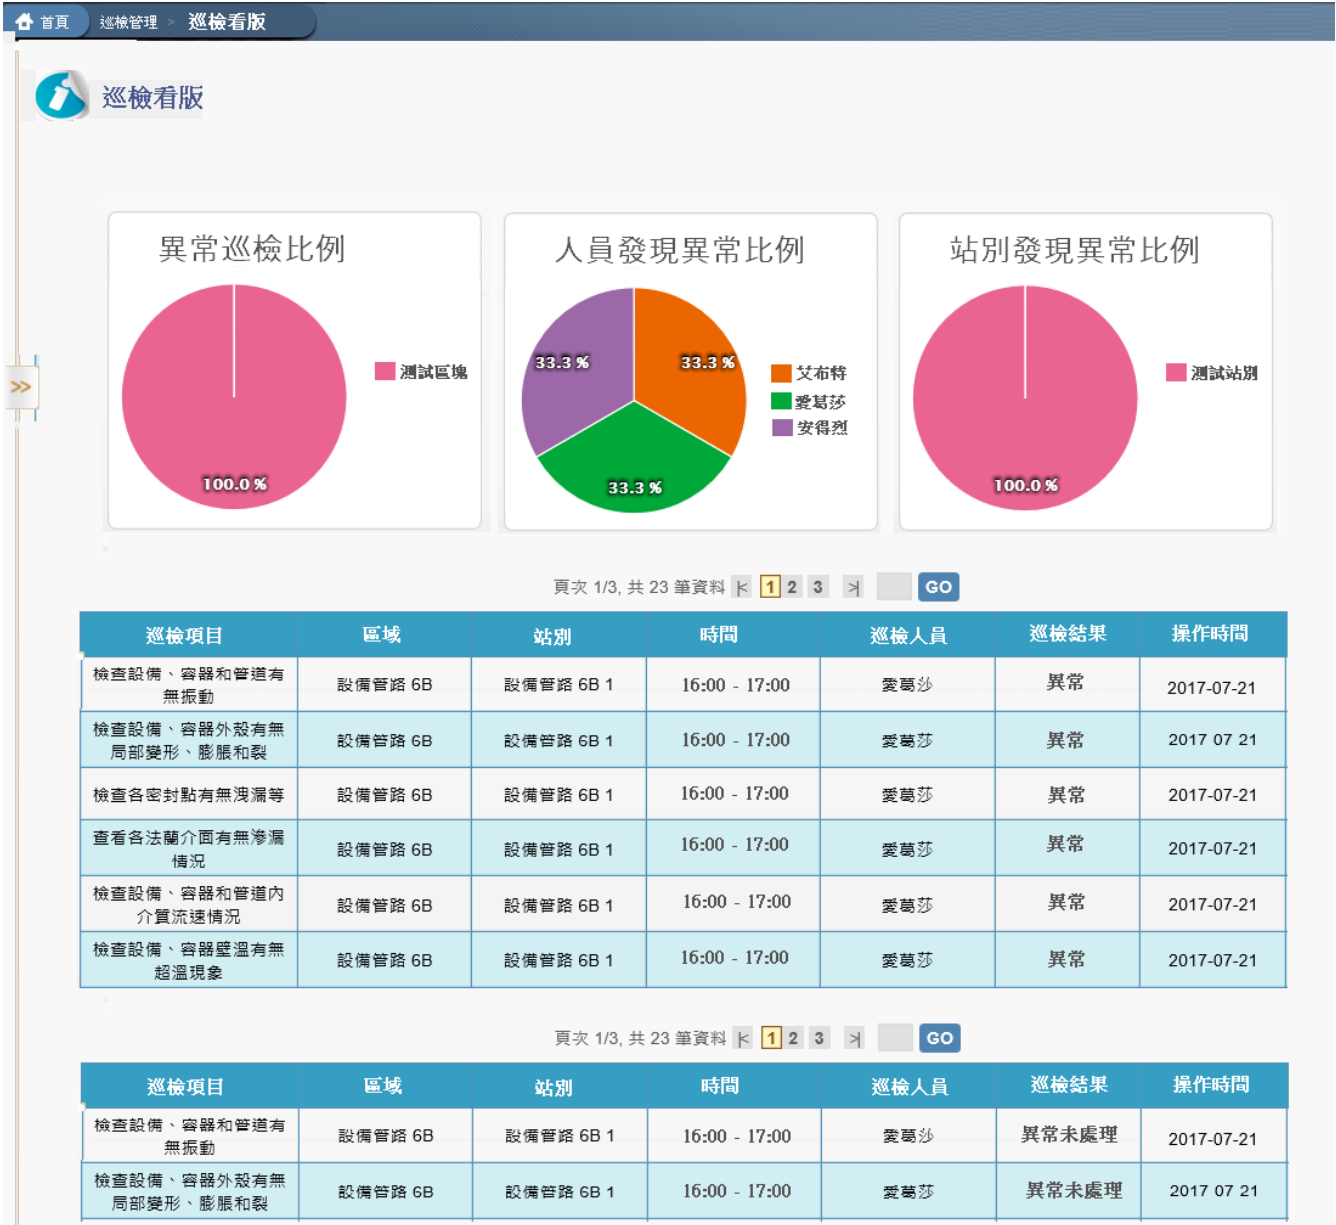 首頁 巡檢管理 > 巡檢看版
巡檢看版
異常巡檢比例
100.0 %
測試區塊
人員發現異常比例
33.3 %
33.3 %
33.3 %
艾布特
愛葛莎
安得烈
站別發現異常比例
100.0 %
測試站別
>>
頁次 1/3, 共 23 筆資料 |< 1 2 3 >| GO
巡檢項目 區域 站別 時間 巡檢人員 巡檢結果 操作時間
檢查設備、容器和管道有
無振動
設備管路 6B 設備管路 6B 1 16:00 - 17:00 愛葛莎 異常 2017-07-21
檢查設備、容器外殼有無
局部變形、膨脹和裂
設備管路 6B 設備管路 6B 1 16:00 - 17:00 愛葛莎 異常 2017 07 21
檢查各密封點有無洩漏等 設備管路 6B 設備管路 6B 1 16:00 - 17:00 愛葛莎 異常 2017-07-21
查看各法蘭介面有無滲漏
情況
設備管路 6B 設備管路 6B 1 16:00 - 17:00 愛葛莎 異常 2017-07-21
檢查設備、容器和管道內
介質流速情況
設備管路 6B 設備管路 6B 1 16:00 - 17:00 愛葛莎 異常 2017-07-21
檢查設備、容器壁溫有無
超溫現象
設備管路 6B 設備管路 6B 1 16:00 - 17:00 愛葛莎 異常 2017-07-21
頁次 1/3, 共 23 筆資料 |< 1 2 3 >| GO
巡檢項目 區域 站別 時間 巡檢人員 巡檢結果 操作時間
檢查設備、容器和管道有
無振動
設備管路 6B 設備管路 6B 1 16:00 - 17:00 愛葛莎 異常未處理 2017-07-21
檢查設備、容器外殼有無
局部變形、膨脹和裂
設備管路 6B 設備管路 6B 1 16:00 - 17:00 愛葛莎 異常未處理 2017 07 21